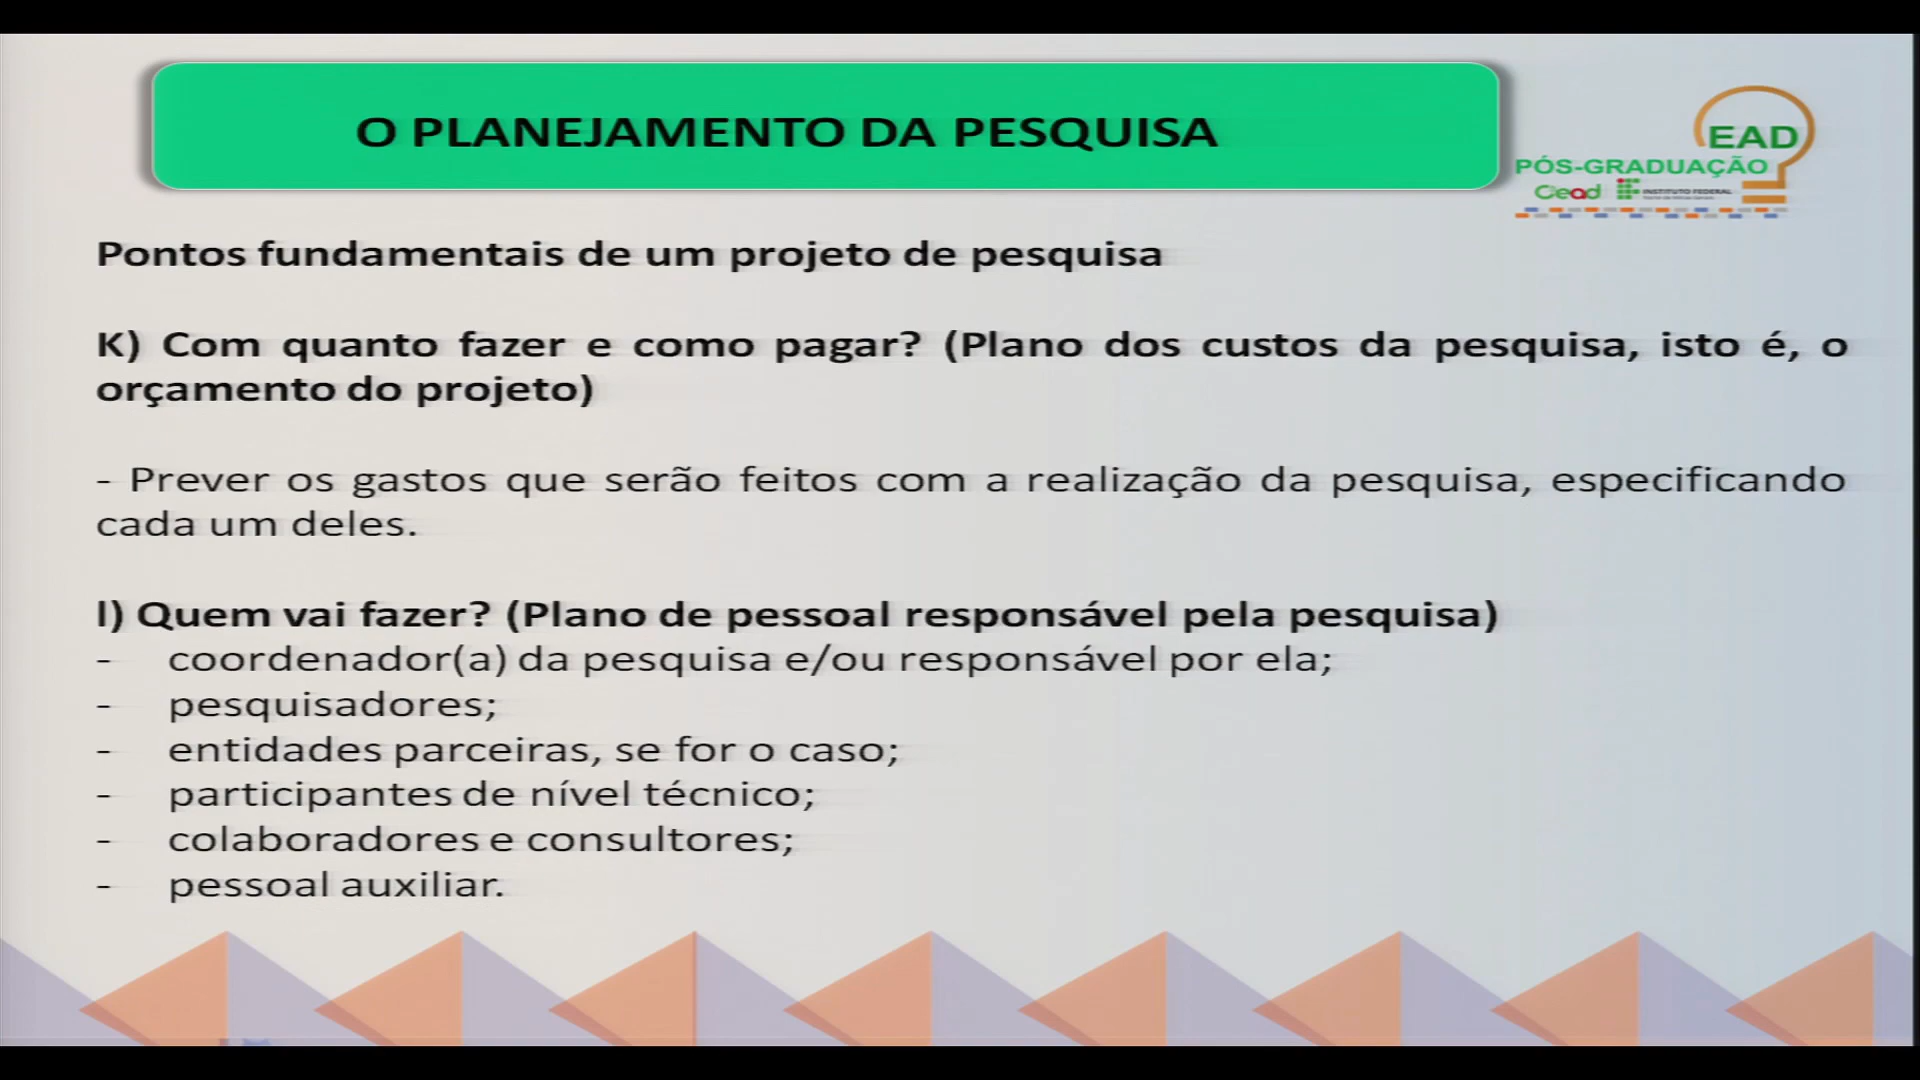 O PLANEJAMENTO DA PESQUISA
EAD
PÓS-GRADUAÇÃO
Cead
INSTITUTO FEDERAL
Pontos fundamentais de um projeto de pesquisa
K) Com quanto fazer e como pagar? (Plano dos custos da pesquisa, isto é, o
orçamento do projeto)
- Prever os gastos que serão feitos com a realização da pesquisa, especificando
cada um deles.
l) Quem vai fazer? (Plano de pessoal responsável pela pesquisa)
- coordenador(a) da pesquisa e/ou responsável por ela;
- pesquisadores;
- entidades parceiras, se for o caso;
- participantes de nível técnico;
- colaboradores e consultores;
- pessoal auxiliar.